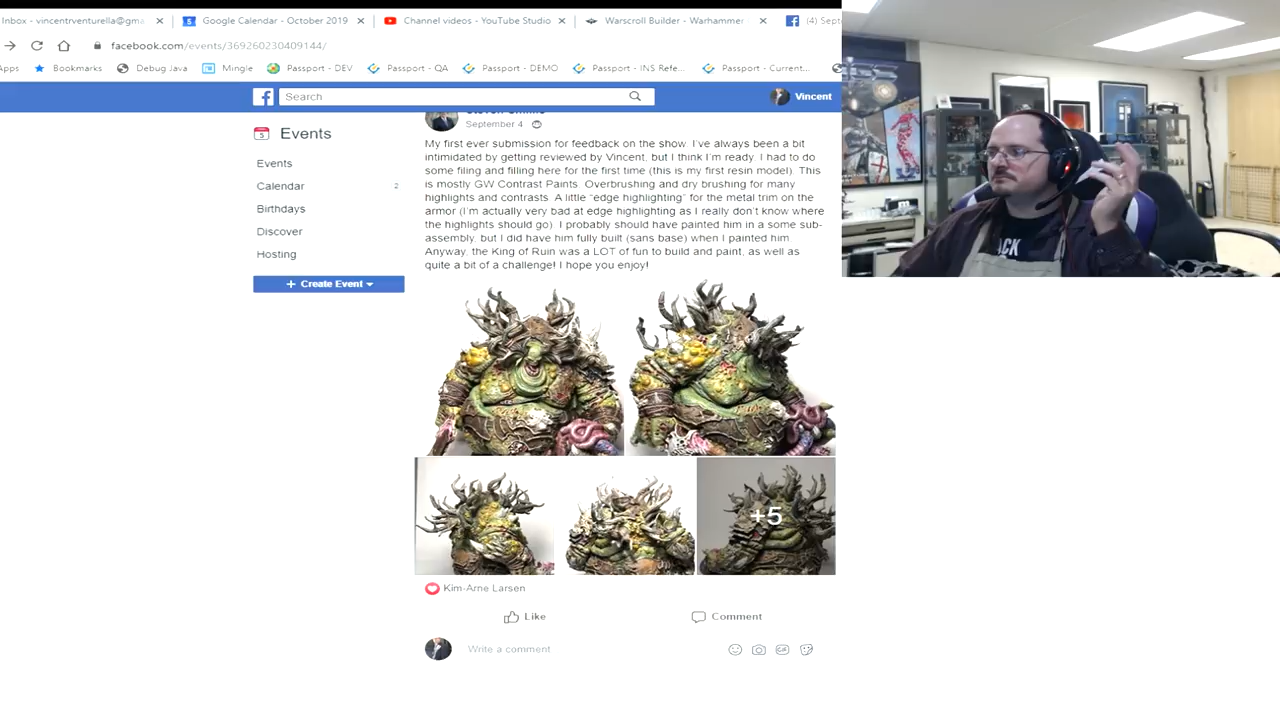 Inbox - vincentrventurella@gma
Google Calendar - October 2019
Channel videos - YouTube Studio
Warscroll Builder - Warhammer
(4) Sept
facebook.com/events/369260230409144/
Apps
Bookmarks
Debug Java
Mingle
Passport - DEV
Passport - QA
Passport - DEMO
Passport - INS Refe...
Passport - Current...
Search
Vincent
5 Events
September 4
Events
Calendar 2
Birthdays
Discover
Hosting
+ Create Event
My first ever submission for feedback on the show. I've always been a bit
intimidated by getting reviewed by Vincent, but I think I'm ready. I had to do
some filing and filling here for the first time (this is my first resin model). This
is mostly GW Contrast Paints. Overbrushing and dry brushing for many
highlights and contrasts. A little "edge highlighting" for the metal trim on the
armor (I'm actually very bad at edge highlighting as I really don't know where
the highlights should go). I probably should have painted him in a some sub-
assembly, but I did have him fully built (sans base) when I painted him.
Anyway, the King of Ruin was a LOT of fun to build and paint, as well as
quite a bit of a challenge! I hope you enjoy!
+5
Kim-Arne Larsen
Like
Comment
Write a comment